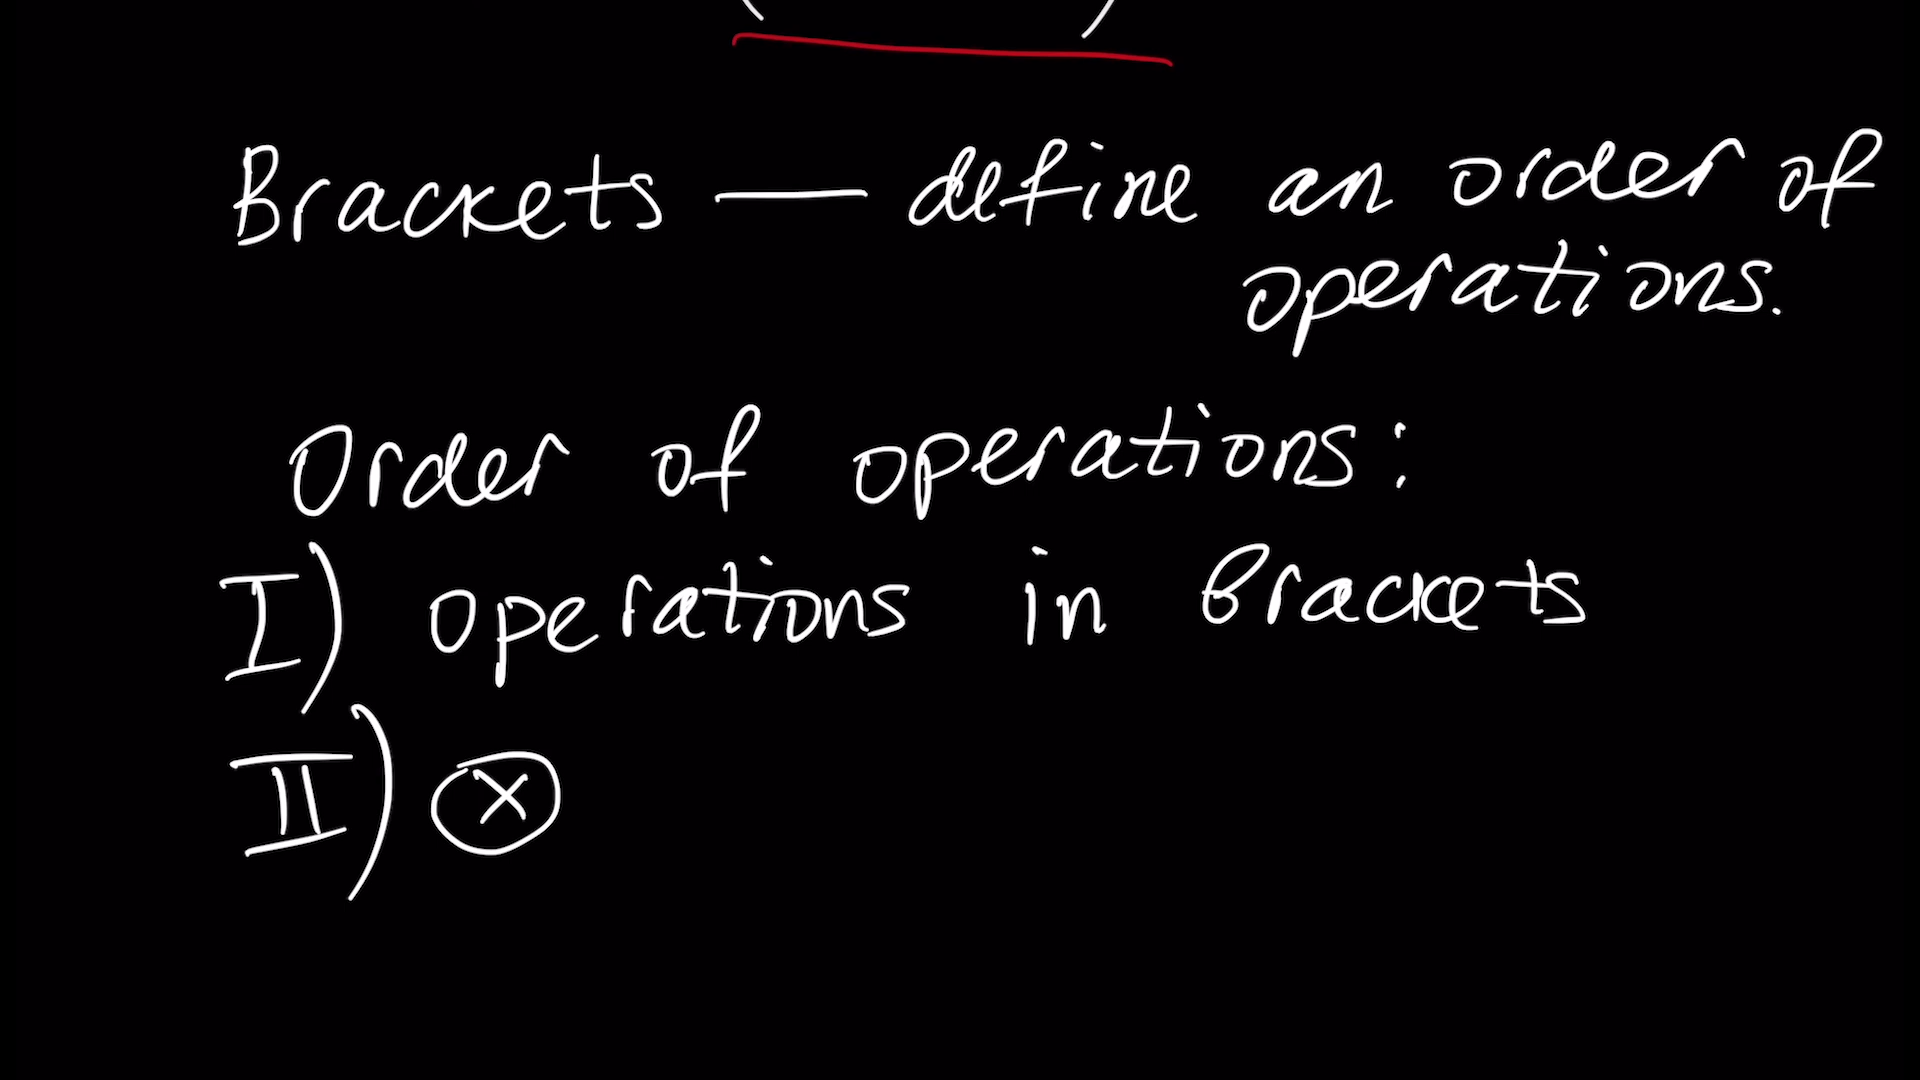 ( )
Brackets — define an order of
operations.
Order of operations:
I) operations in Brackets
II) ⓧ